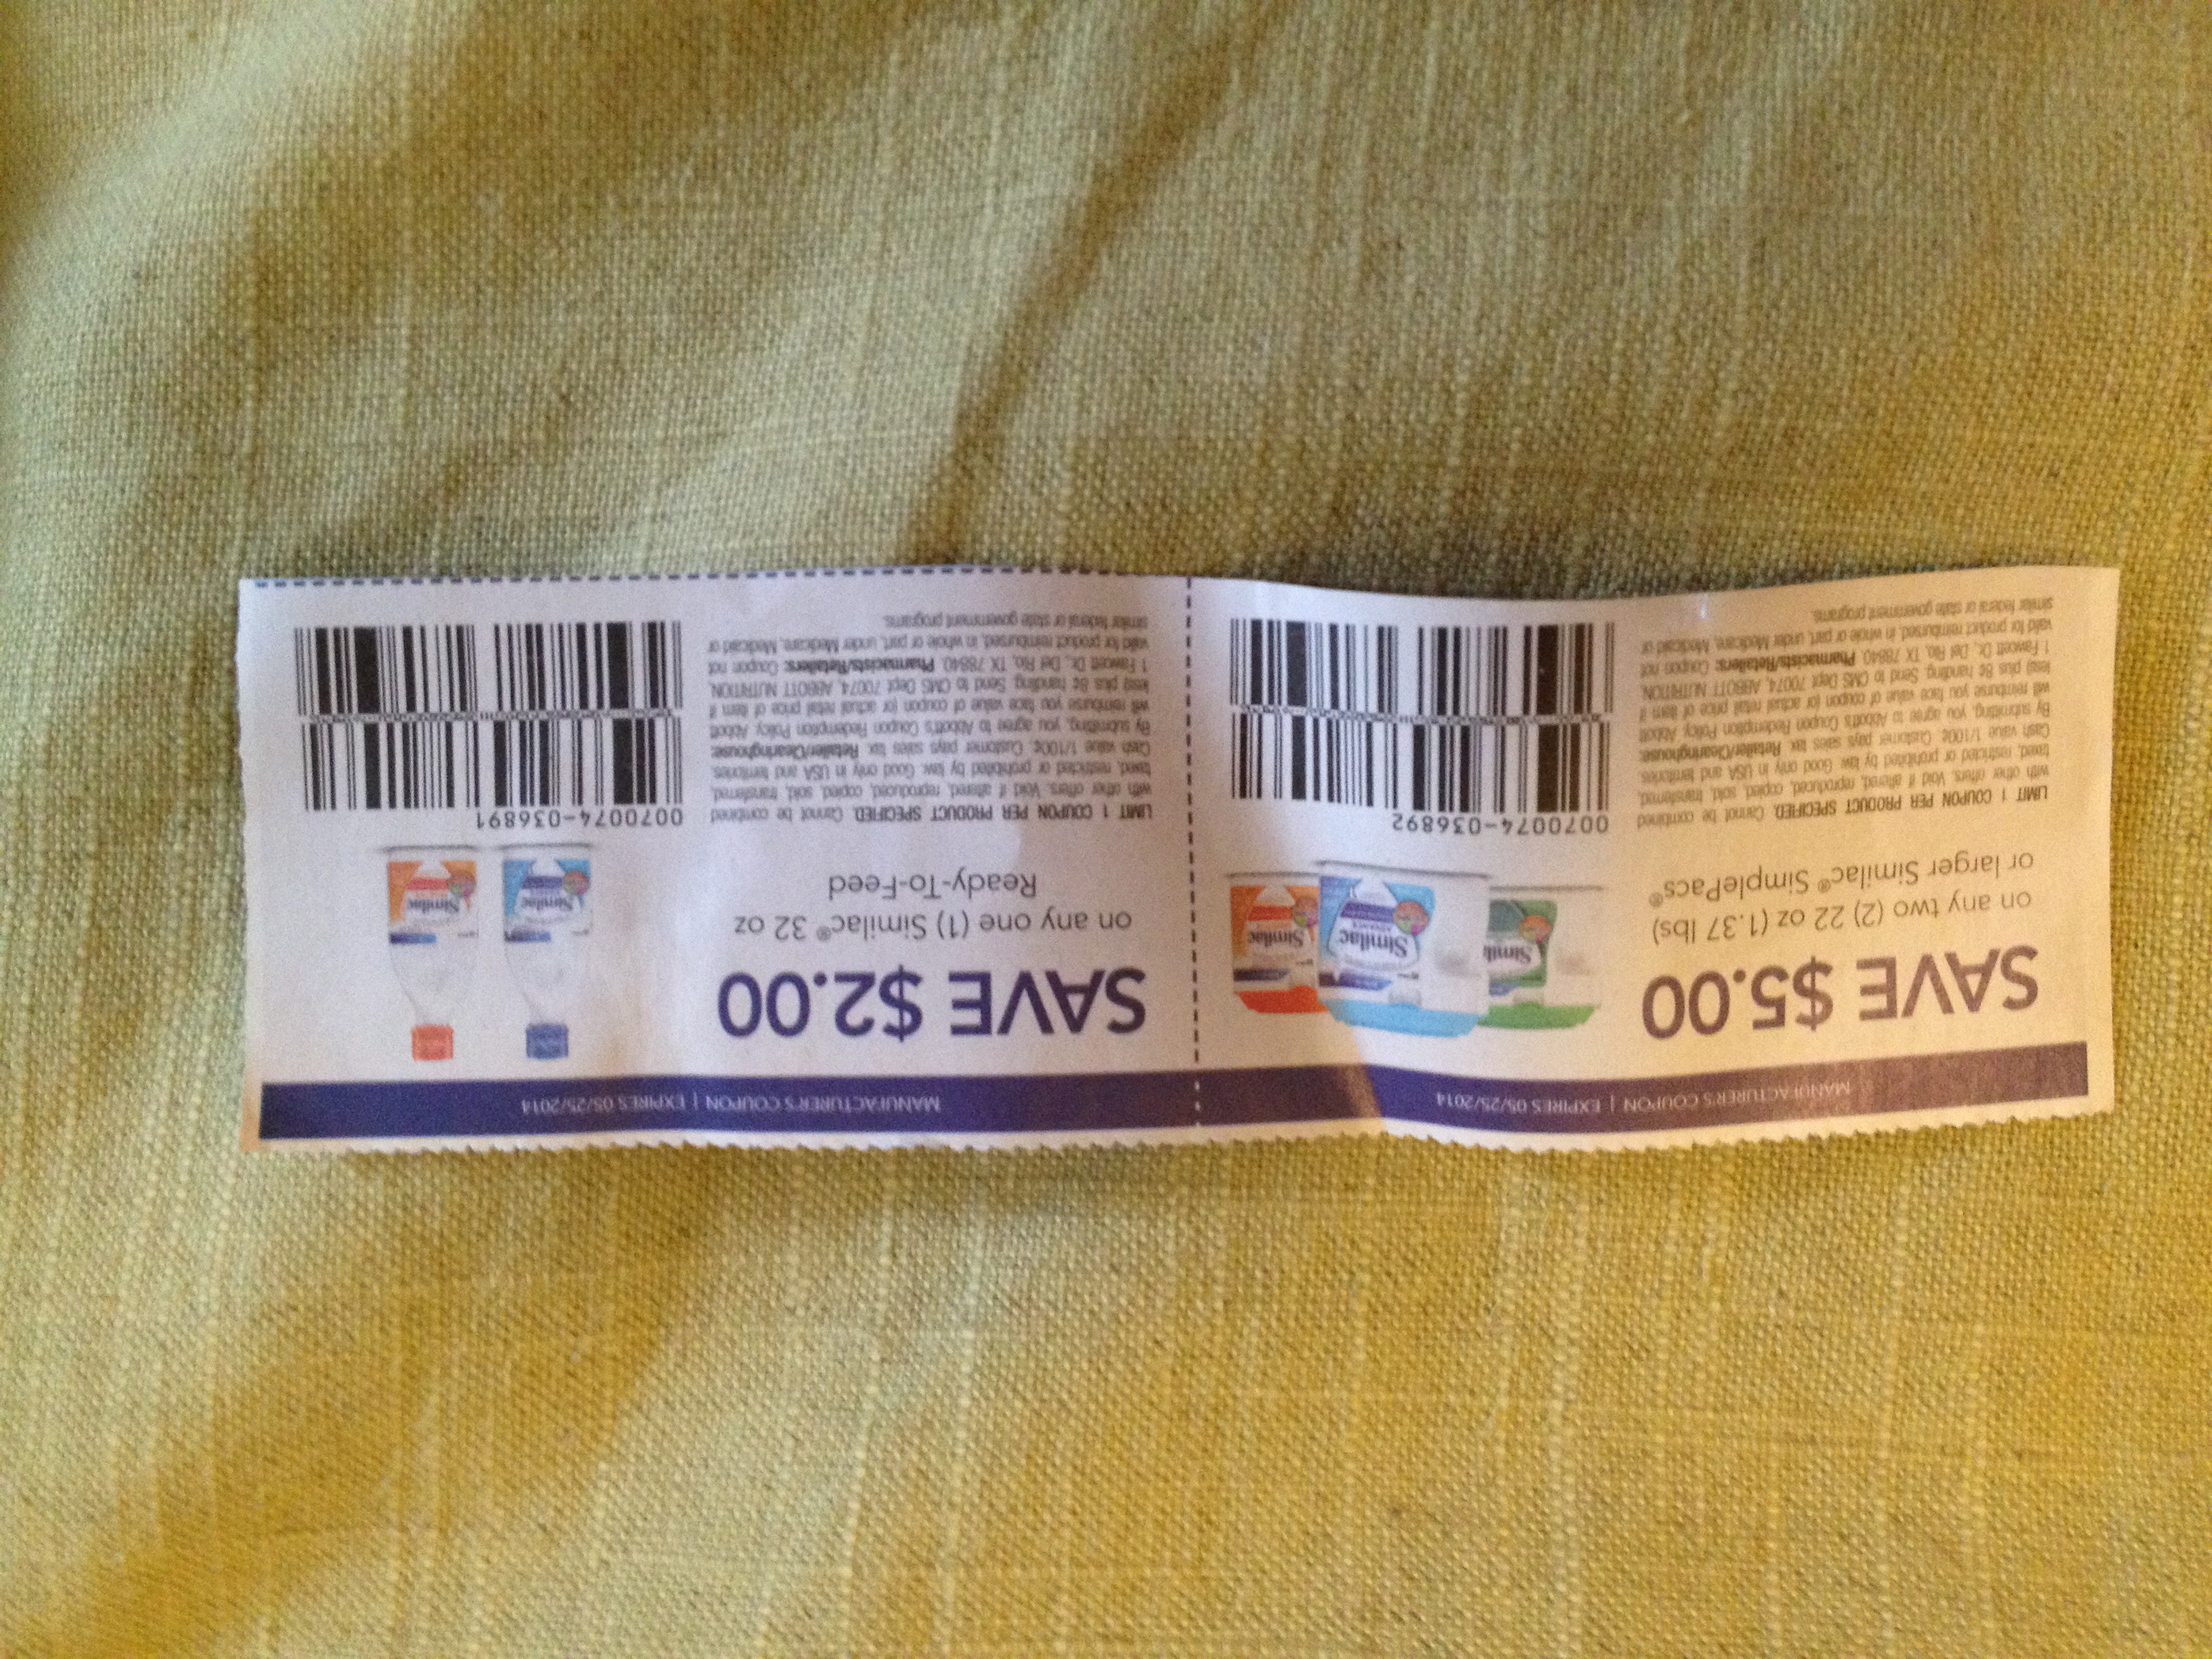 MANUFACTURER'S COUPON | EXPIRES 05/25/2014
SAVE $5.00
on any two (2) 22 oz (1.37 lbs)
or larger Similac® SimplePacs®
Similac
Similac
0070074-036892
LIMIT 1 COUPON PER PRODUCT SPECIFIED. Cannot be combined
with other offers. Void if altered, reproduced, copied, sold, transferred,
taxed, restricted or prohibited by law. Good only in USA and territories.
Cash value 1/100¢. Customer pays sales tax. Retailer/Clearinghouse:
By submitting, you agree to Abbott's Coupon Redemption Policy. Abbott
will reimburse you face value of coupon (or actual retail price of item if
less) plus 8¢ handling. Send to CMS Dept. 70074, ABBOTT NUTRITION,
1 Fawcett Dr., Del Rio, TX 78840. Pharmacists/Retailers: Coupon not
valid for product reimbursed, in whole or part, under Medicare, Medicaid or
similar federal or state government programs.
MANUFACTURER'S COUPON | EXPIRES 05/25/2014
SAVE $2.00
on any one (1) Similac® 32 oz
Ready-To-Feed
Similac
Similac
0070074-036891
LIMIT 1 COUPON PER PRODUCT SPECIFIED. Cannot be combined
with other offers. Void if altered, reproduced, copied, sold, transferred,
taxed, restricted or prohibited by law. Good only in USA and territories.
Cash value 1/100¢. Customer pays sales tax. Retailer/Clearinghouse:
By submitting, you agree to Abbott's Coupon Redemption Policy. Abbott
will reimburse you face value of coupon (or actual retail price of item if
less) plus 8¢ handling. Send to CMS Dept. 70074, ABBOTT NUTRITION,
1 Fawcett Dr., Del Rio, TX 78840. Pharmacists/Retailers: Coupon not
valid for product reimbursed, in whole or part, under Medicare, Medicaid or
similar federal or state government programs.